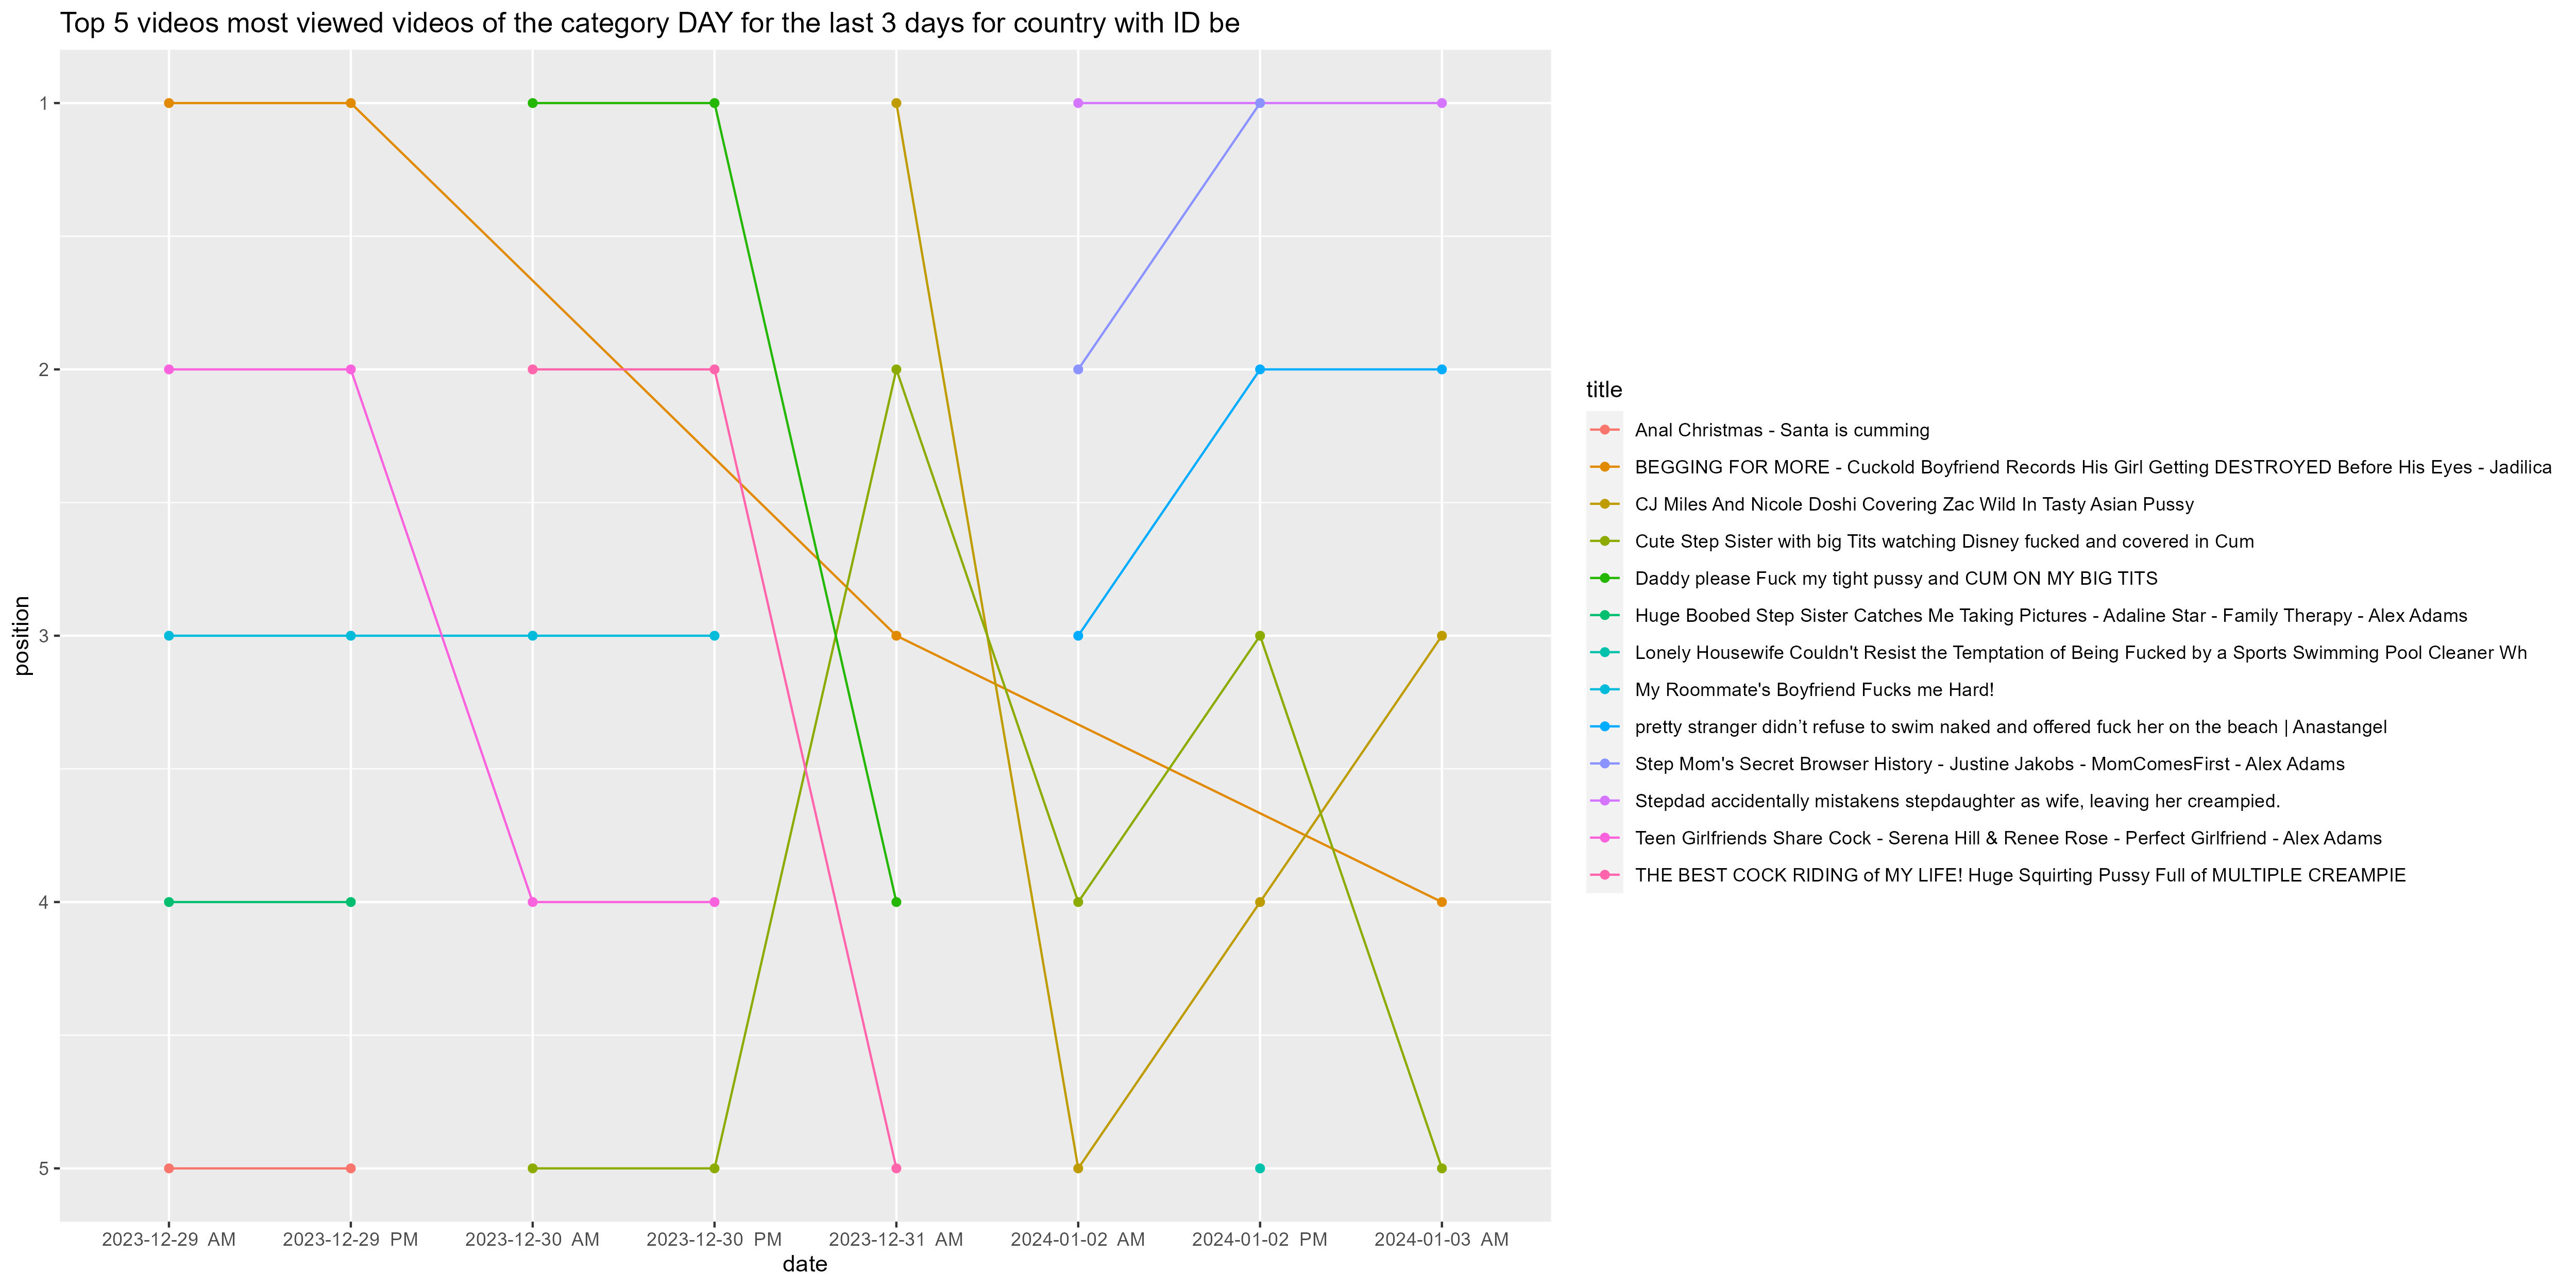 Top 5 videos most viewed videos of the category DAY for the last 3 days for country with ID be
1
2
3
4
5
position
2023-12-29 AM
2023-12-29 PM
2023-12-30 AM
2023-12-30 PM
2023-12-31 AM
2024-01-02 AM
2024-01-02 PM
2024-01-03 AM
date
title
Anal Christmas - Santa is cumming
BEGGING FOR MORE - Cuckold Boyfriend Records His Girl Getting DESTROYED Before His Eyes - Jadilica
CJ Miles And Nicole Doshi Covering Zac Wild In Tasty Asian Pussy
Cute Step Sister with big Tits watching Disney fucked and covered in Cum
Daddy please Fuck my tight pussy and CUM ON MY BIG TITS
Huge Boobed Step Sister Catches Me Taking Pictures - Adaline Star - Family Therapy - Alex Adams
Lonely Housewife Couldn't Resist the Temptation of Being Fucked by a Sports Swimming Pool Cleaner Wh
My Roommate's Boyfriend Fucks me Hard!
pretty stranger didn’t refuse to swim naked and offered fuck her on the beach | Anastangel
Step Mom's Secret Browser History - Justine Jakobs - MomComesFirst - Alex Adams
Stepdad accidentally mistakens stepdaughter as wife, leaving her creampied.
Teen Girlfriends Share Cock - Serena Hill & Renee Rose - Perfect Girlfriend - Alex Adams
THE BEST COCK RIDING of MY LIFE! Huge Squirting Pussy Full of MULTIPLE CREAMPIE